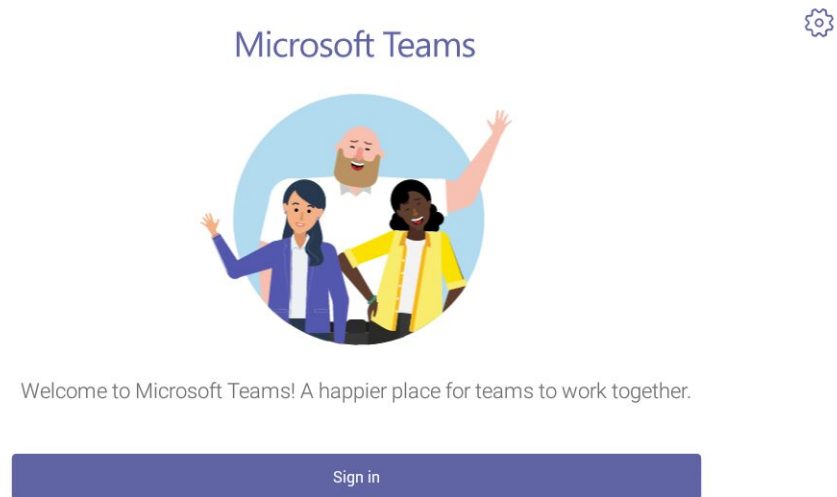 Microsoft Teams
Welcome to Microsoft Teams! A happier place for teams to work together.
Sign in